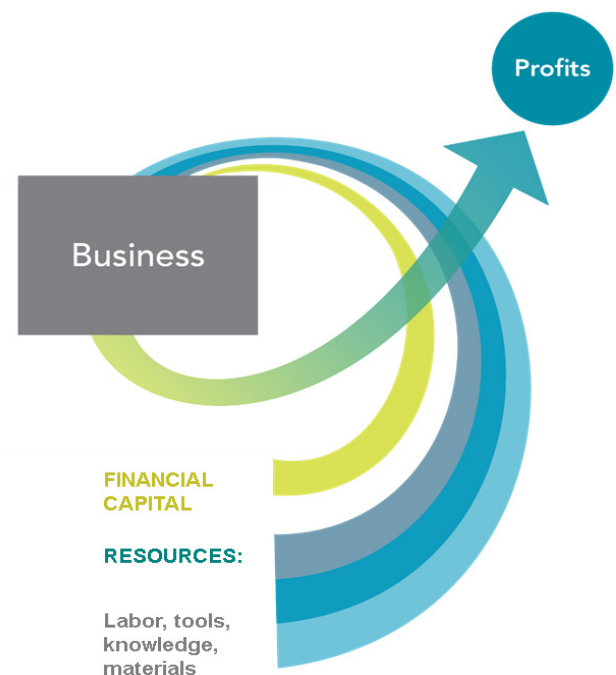 Profits
Business
FINANCIAL
CAPITAL
RESOURCES:
Labor, tools,
knowledge,
materials